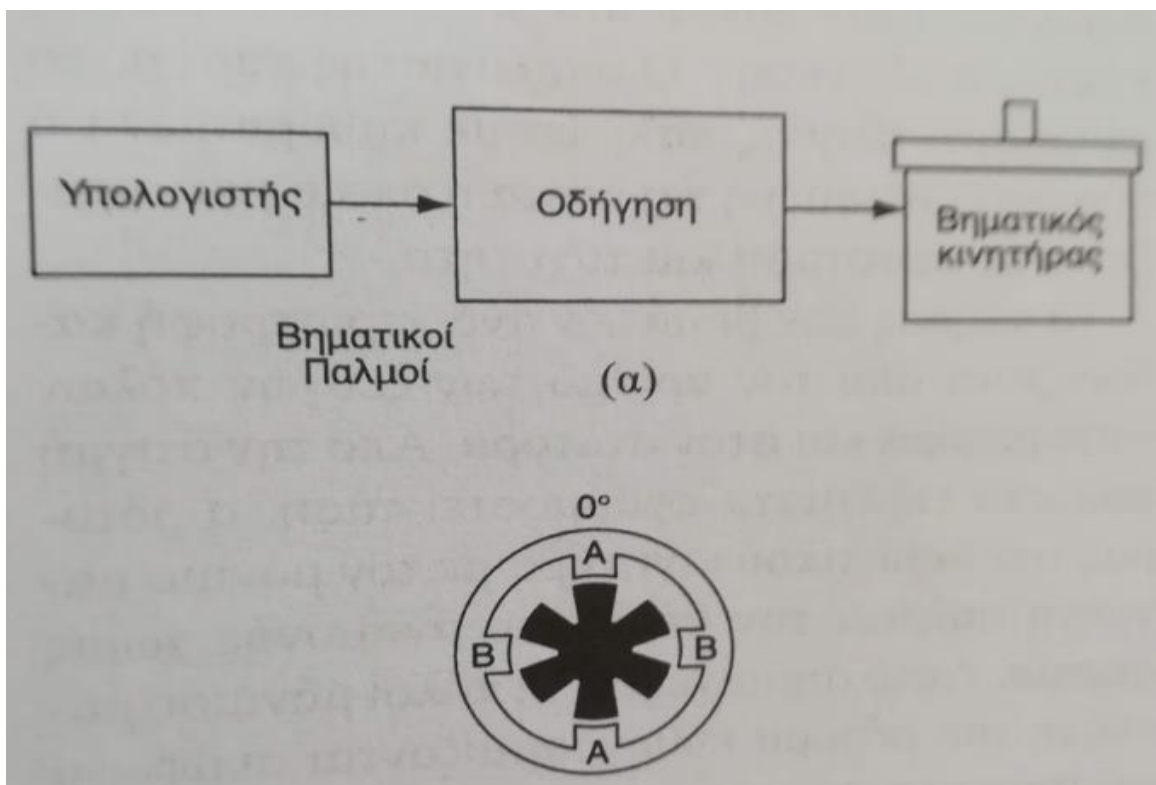 Υπολογιστής
Οδήγηση
Βηματικός
κινητήρας
Βηματικοί
Παλμοί
(α)
0°
A
B
B
A